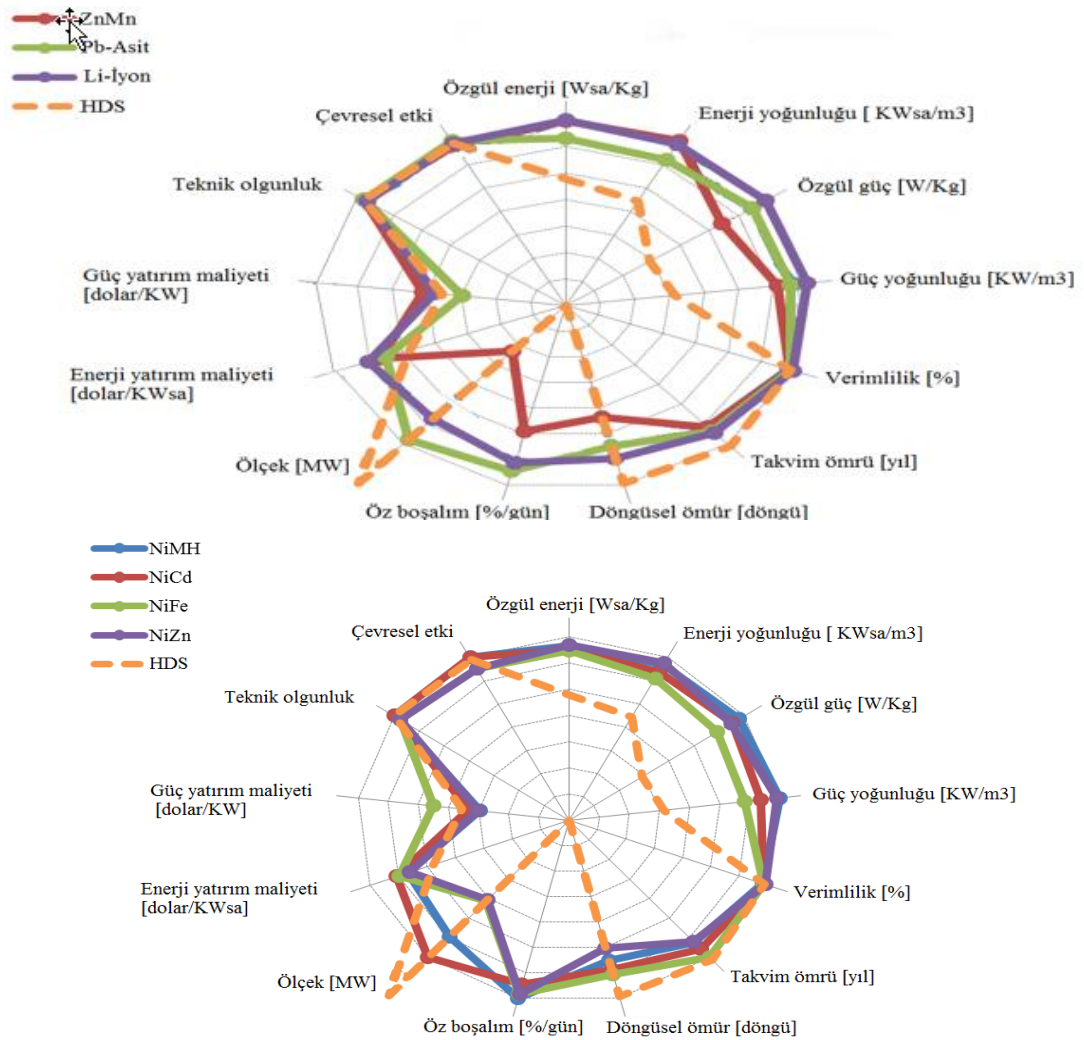 ZnMn
Pb-Asit
Li-İyon
HDS
Özgül enerji [Wsa/Kg]
Enerji yoğunluğu [ KWsa/m3]
Özgül güç [W/Kg]
Güç yoğunluğu [KW/m3]
Verimlilik [%]
Takvim ömrü [yıl]
Döngüsel ömür [döngü]
Öz boşalım [%/gün]
Ölçek [MW]
Enerji yatırım maliyeti
[dolar/KWsa]
Güç yatırım maliyeti
[dolar/KW]
Teknik olgunluk
Çevresel etki
NiMH
NiCd
NiFe
NiZn
HDS
Özgül enerji [Wsa/Kg]
Enerji yoğunluğu [ KWsa/m3]
Özgül güç [W/Kg]
Güç yoğunluğu [KW/m3]
Verimlilik [%]
Takvim ömrü [yıl]
Döngüsel ömür [döngü]
Öz boşalım [%/gün]
Ölçek [MW]
Enerji yatırım maliyeti
[dolar/KWsa]
Güç yatırım maliyeti
[dolar/KW]
Teknik olgunluk
Çevresel etki